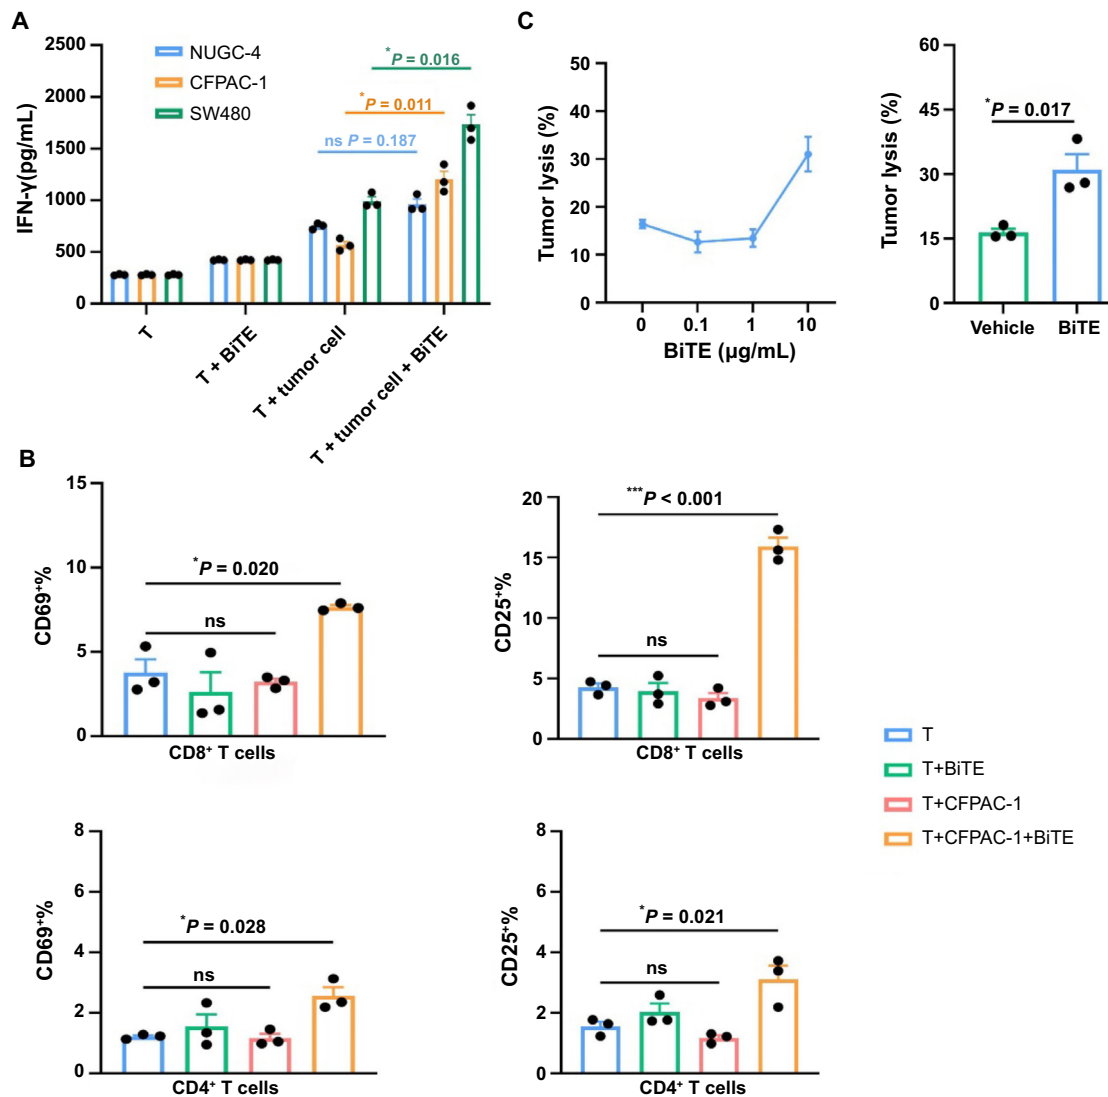 A
IFN-γ(pg/mL)
2500
2000
1500
1000
500
0
NUGC-4
CFPAC-1
SW480
*P = 0.016
*P = 0.011
ns P = 0.187
T
T + BiTE
T + tumor cell
T + tumor cell + BiTE
C
Tumor lysis (%)
50
40
30
20
10
0
0 0.1 1 10
BiTE (µg/mL)
Tumor lysis (%)
60
45
30
15
0
*P = 0.017
Vehicle BiTE
B
CD69+%
15
10
5
0
*P = 0.020
ns
CD8+ T cells
CD25+%
20
15
10
5
0
***P < 0.001
ns
CD8+ T cells
T
T+BiTE
T+CFPAC-1
T+CFPAC-1+BiTE
CD69+%
8
6
4
2
0
*P = 0.028
ns
CD4+ T cells
CD25+%
8
6
4
2
0
*P = 0.021
ns
CD4+ T cells